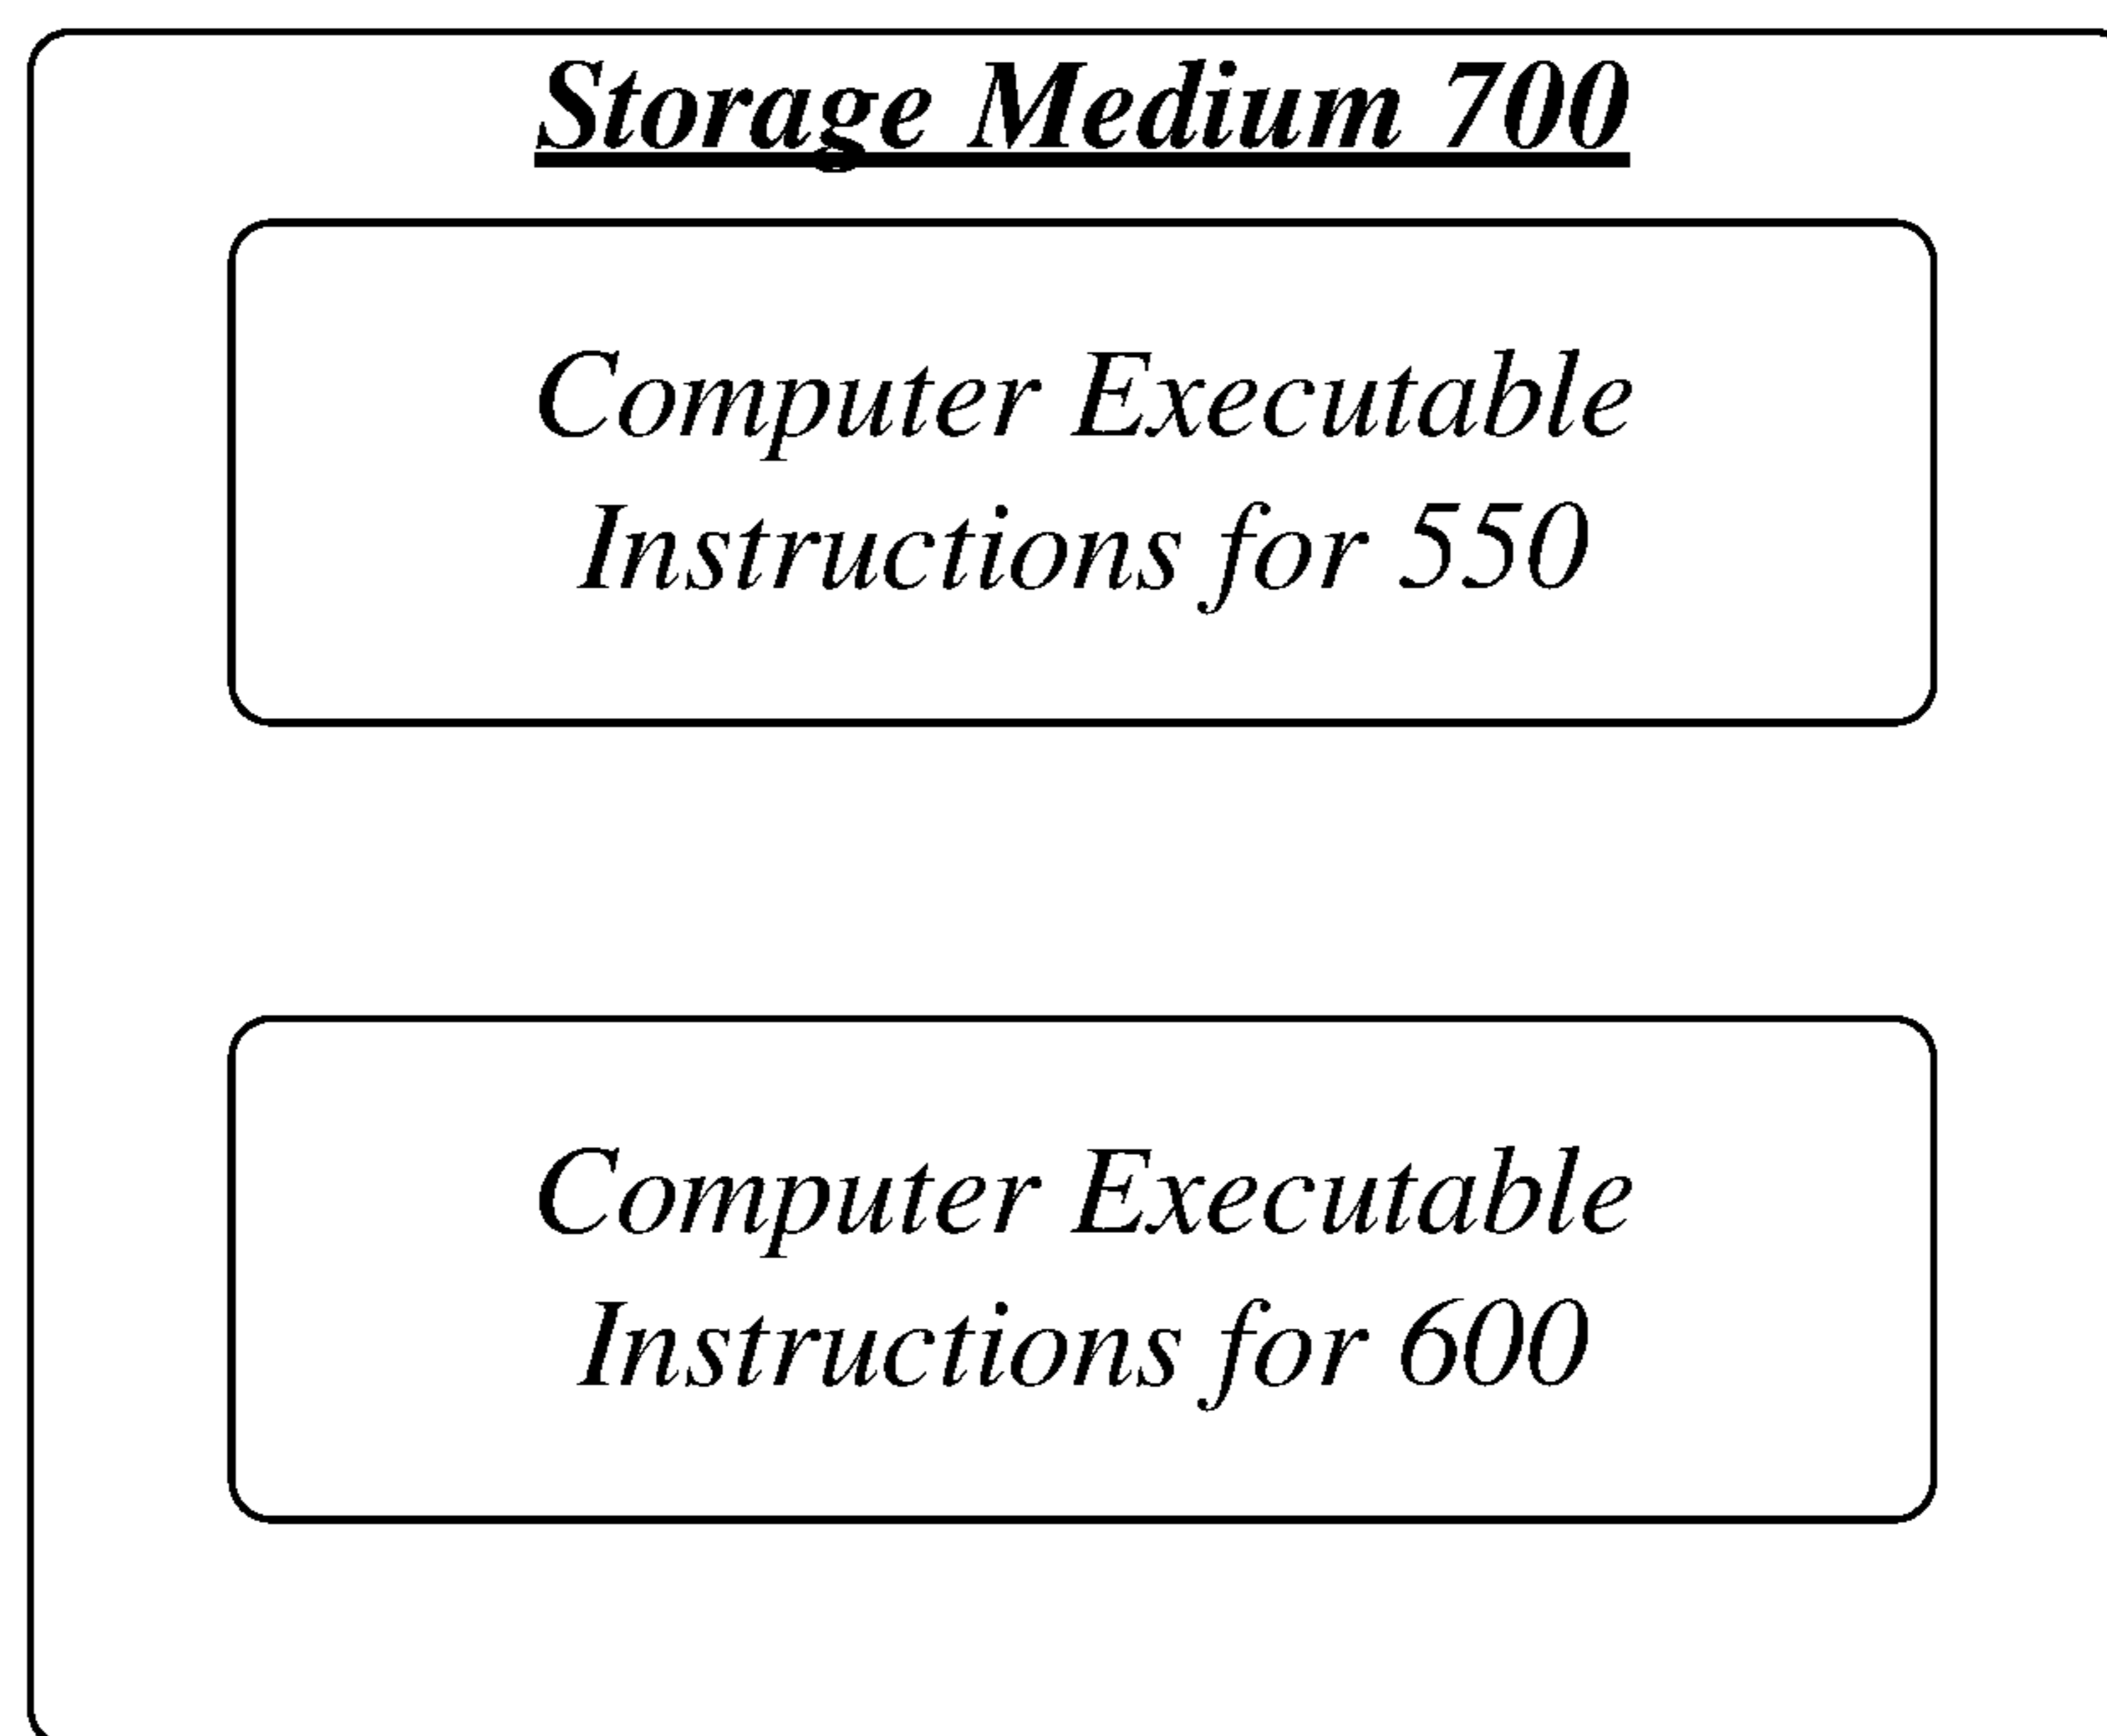 Storage Medium 700
Computer Executable
Instructions for 550
Computer Executable
Instructions for 600